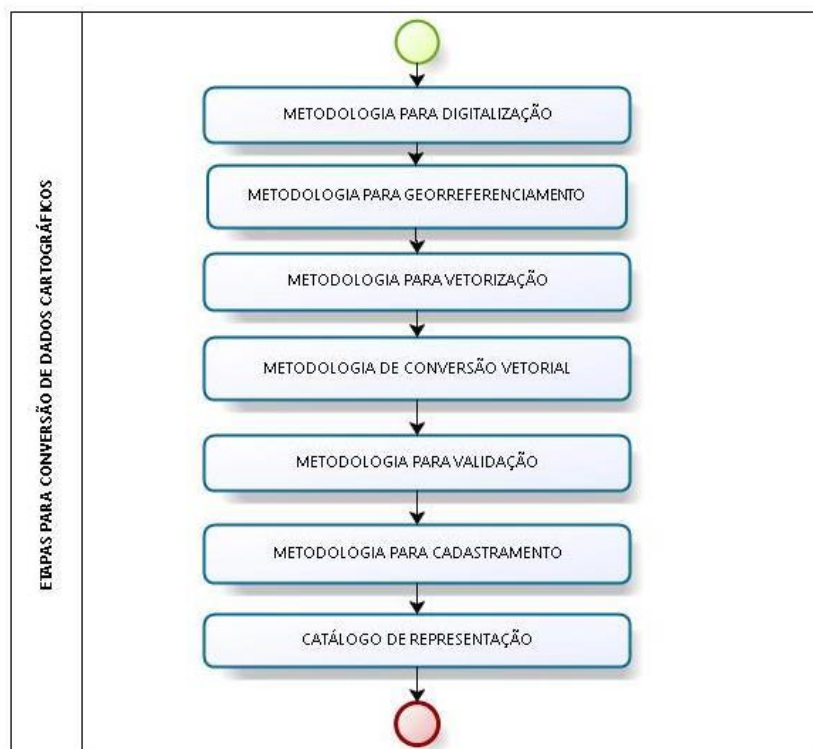 ETAPAS PARA CONVERSÃO DE DADOS CARTOGRÁFICOS
METODOLOGIA PARA DIGITALIZAÇÃO
METODOLOGIA PARA GEORREFERENCIAMENTO
METODOLOGIA PARA VETORIZAÇÃO
METODOLOGIA DE CONVERSÃO VETORIAL
METODOLOGIA PARA VALIDAÇÃO
METODOLOGIA PARA CADASTRAMENTO
CATÁLOGO DE REPRESENTAÇÃO